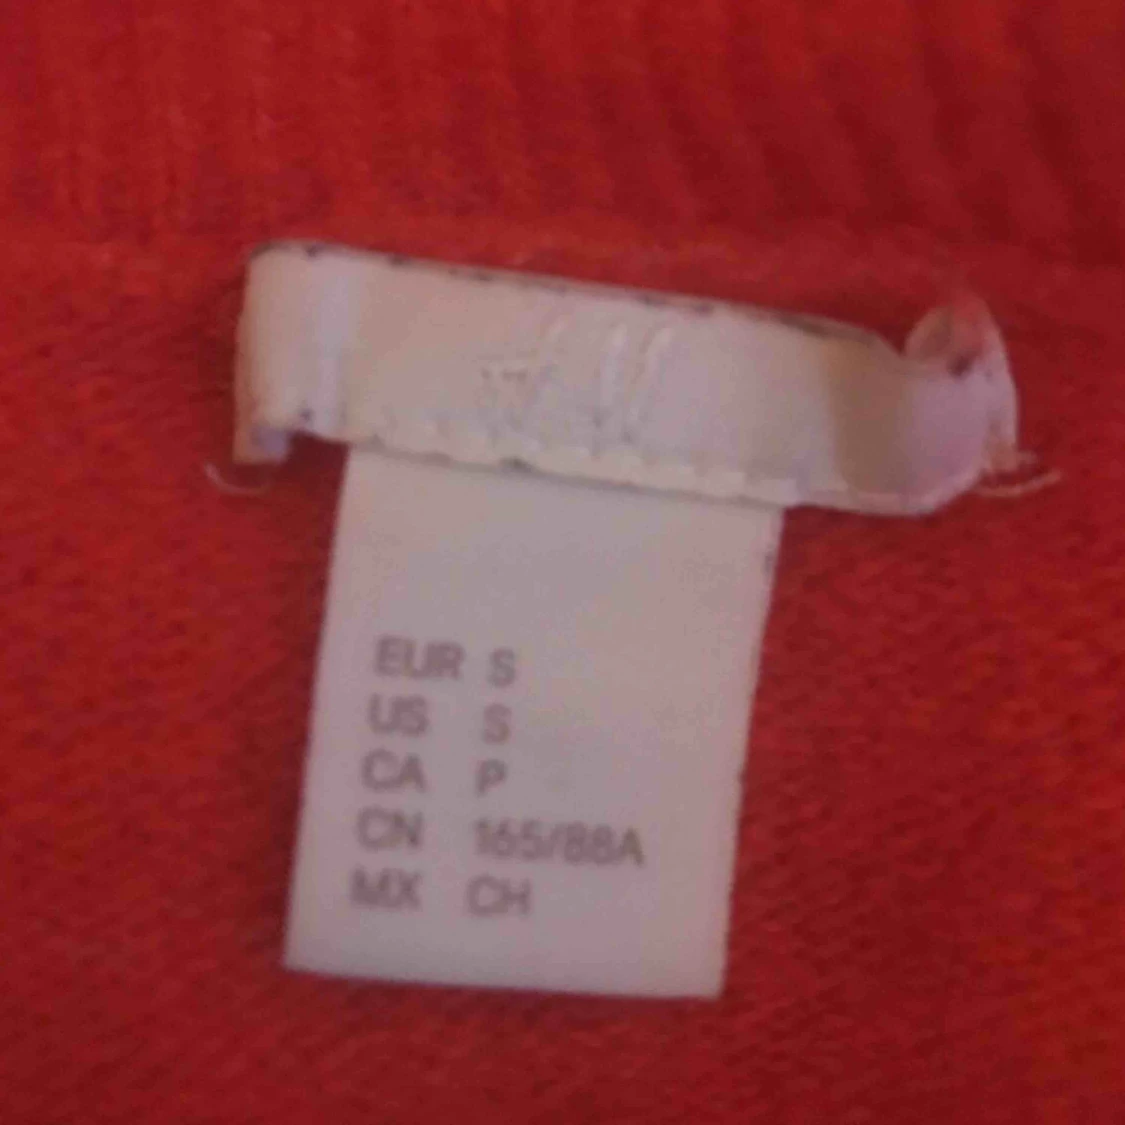 EUR S
US S
CA P
CN 165/88A
MX CH